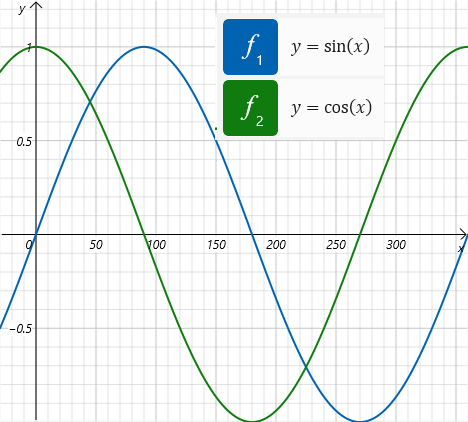 y
f1 y = sin(x)
1
f2 y = cos(x)
0.5
0 50 100 150 200 250 300 x
−0.5